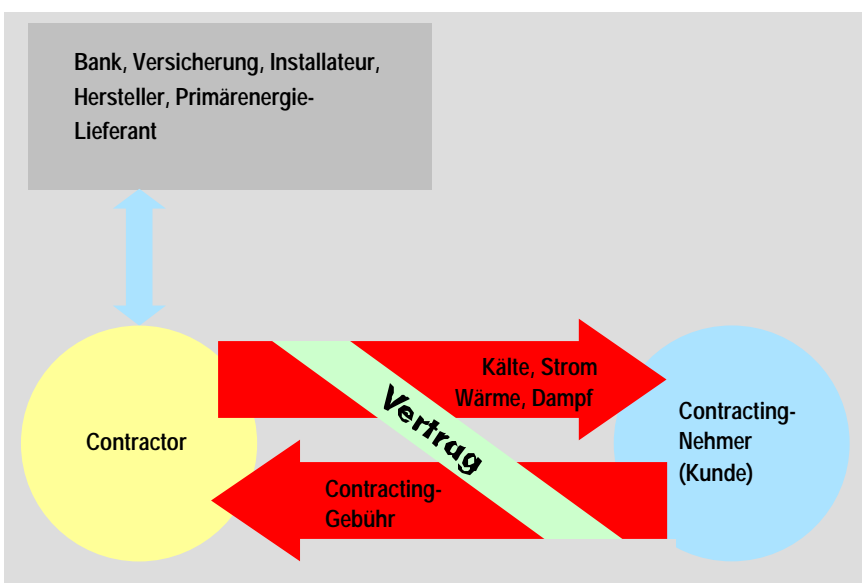 Bank, Versicherung, Installateur,
Hersteller, Primärenergie-
Lieferant
Kälte, Strom
Wärme, Dampf
Vertrag
Contractor
Contracting-
Nehmer
(Kunde)
Contracting-
Gebühr